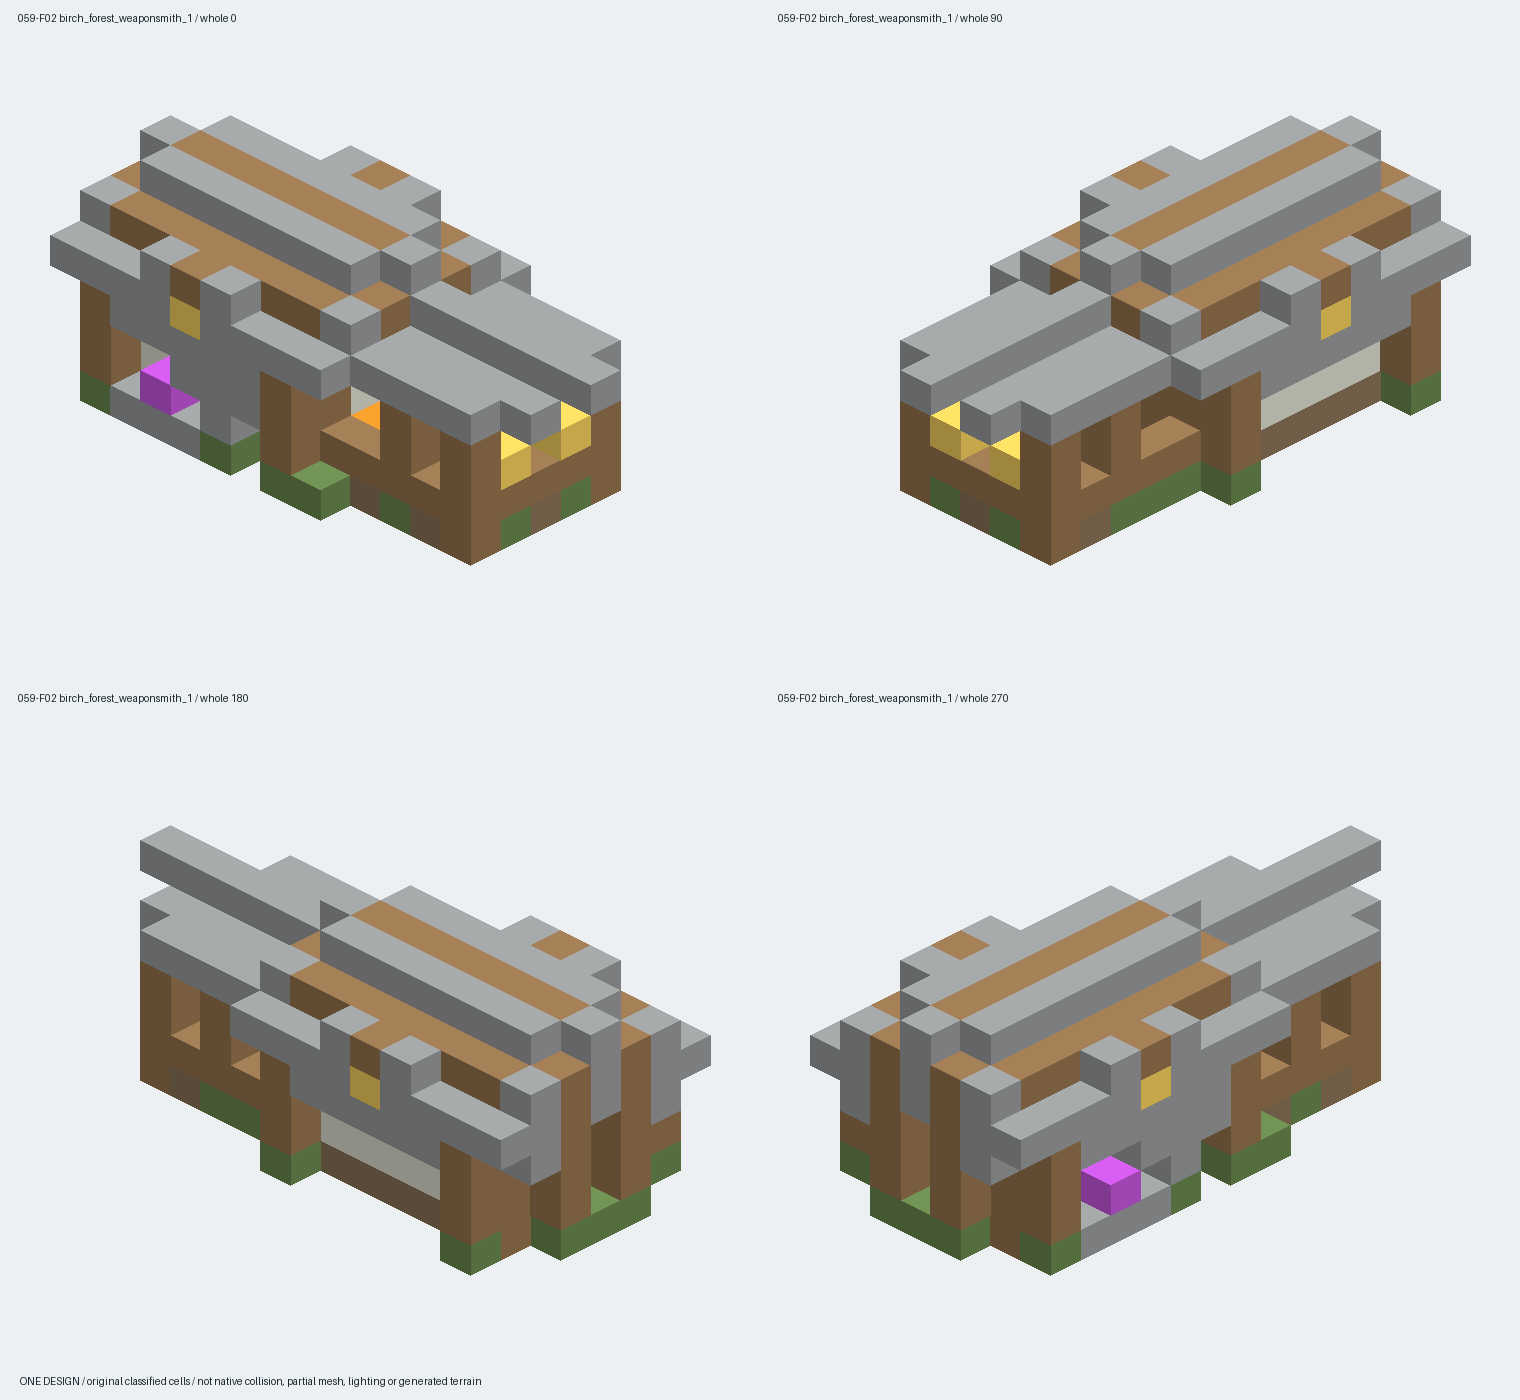 059-F02 birch_forest_weaponsmith_1 / whole 0
059-F02 birch_forest_weaponsmith_1 / whole 90
059-F02 birch_forest_weaponsmith_1 / whole 180
059-F02 birch_forest_weaponsmith_1 / whole 270
ONE DESIGN / original classified cells / not native collision, partial mesh, lighting or generated terrain